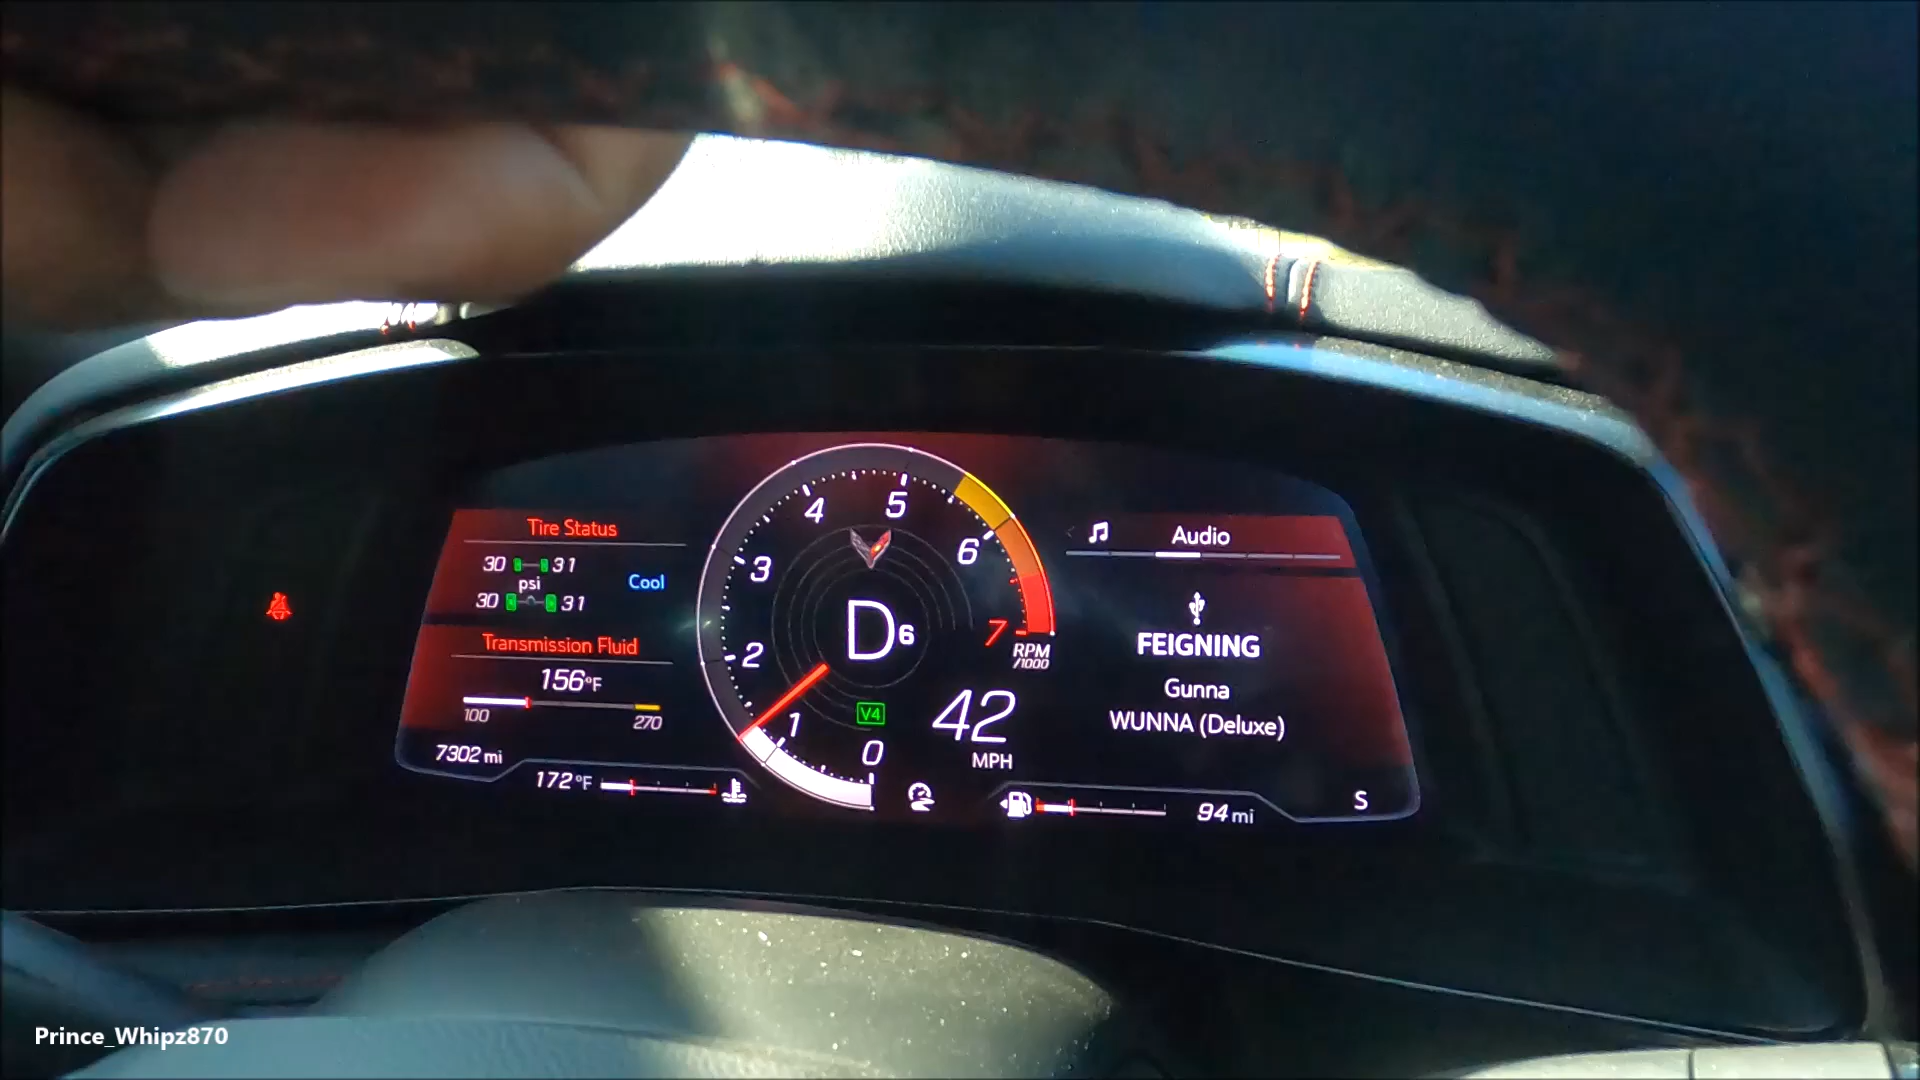 Tire Status
30 31
psi
Cool
30 31
Transmission Fluid
156°F
100 270
7302 mi
172°F
0
1
2
3
4
5
6
7
RPM
/1000
D6
V4
42
MPH
Audio
FEIGNING
Gunna
WUNNA (Deluxe)
94 mi
S
Prince_Whipz870